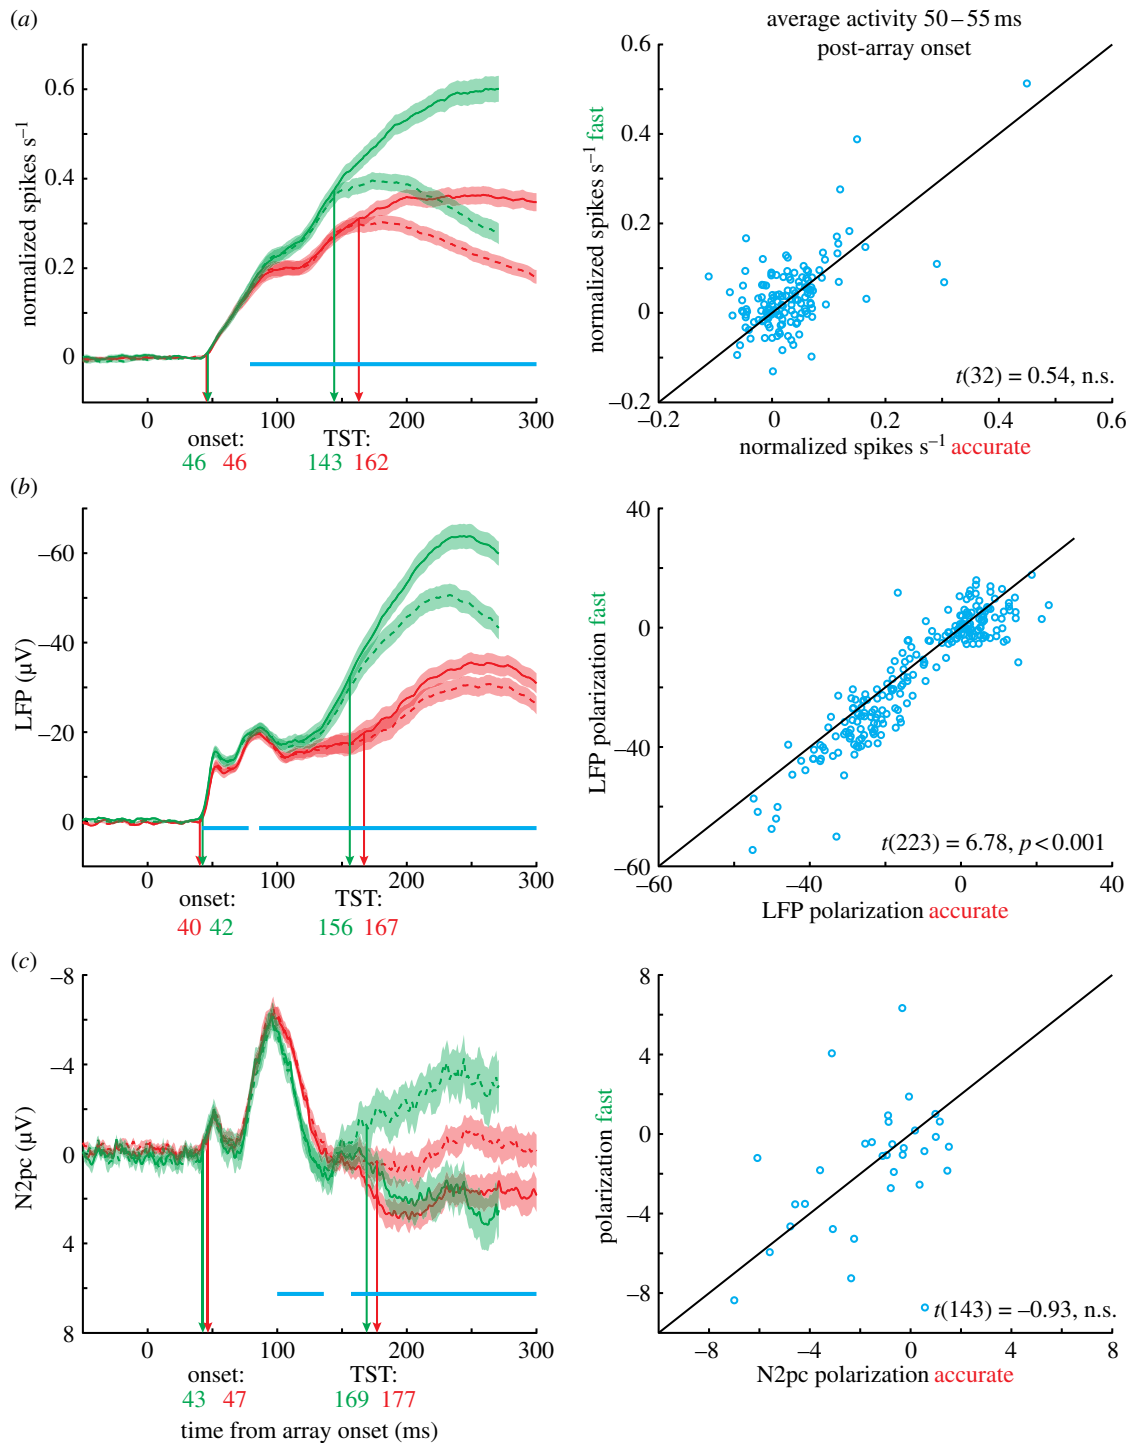 (a)
average activity 50–55 ms
post-array onset
normalized spikes s⁻¹
0.6
0.4
0.2
0
0
100
200
300
onset:
TST:
46 46
143 162
normalized spikes s⁻¹ fast
0.6
0.4
0.2
0
–0.2
–0.2
0
0.2
0.4
0.6
t(32) = 0.54, n.s.
normalized spikes s⁻¹ accurate
(b)
LFP (µV)
–60
–40
–20
0
0
100
200
300
onset:
TST:
40 42
156 167
LFP polarization fast
40
0
–40
–60
–60
–40
0
40
t(223) = 6.78, p < 0.001
LFP polarization accurate
(c)
N2pc (µV)
–8
–4
0
4
8
0
100
200
300
onset:
TST:
43 47
169 177
time from array onset (ms)
polarization fast
8
4
0
–4
–8
–8
–4
0
4
8
t(143) = –0.93, n.s.
N2pc polarization accurate